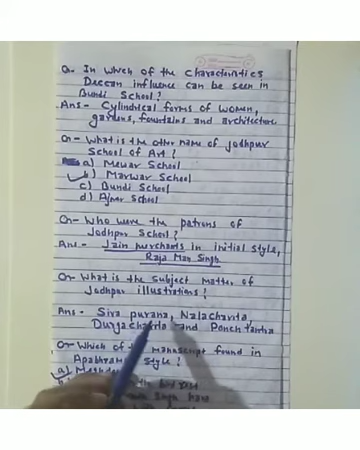 Q- In which of the characteristics
Deccan influence can be seen in
Bundi School?
Ans- Cylindrical forms of women,
gardens, fountains and architecture
Q- What is the other name of Jodhpur
School of Art?
a) Mewar School
b) Marwar School
c) Bundi School
d) Ajmer School
Q- Who were the patrons of
Jodhpur School?
Ans- Jain merchants in initial style,
Raja Man Singh
Q- What is the subject matter of
Jodhpur illustrations?
Ans- Siva purana, Nalacharita,
Durgacharita and Panchtantra
Q- Which of the manuscript found in
Style?
a)